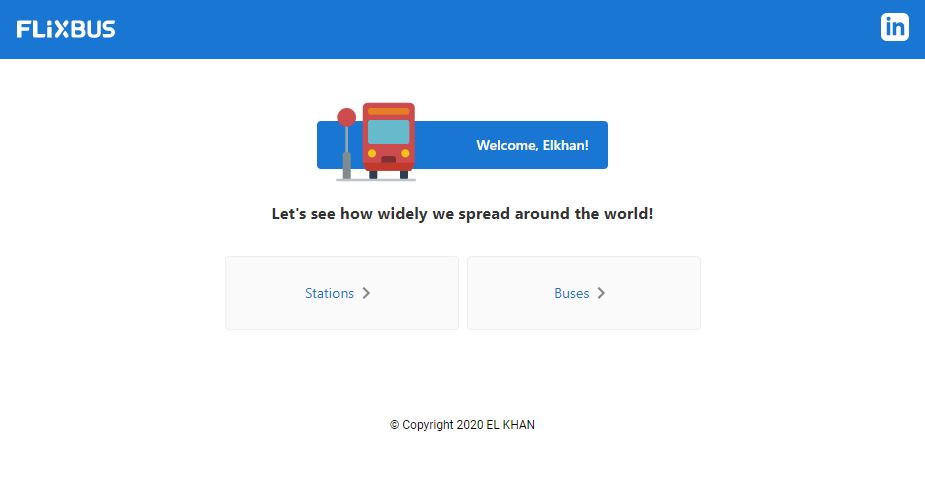 FLiXBUS
in
Welcome, Elkhan!
Let's see how widely we spread around the world!
Stations
Buses
© Copyright 2020 EL KHAN